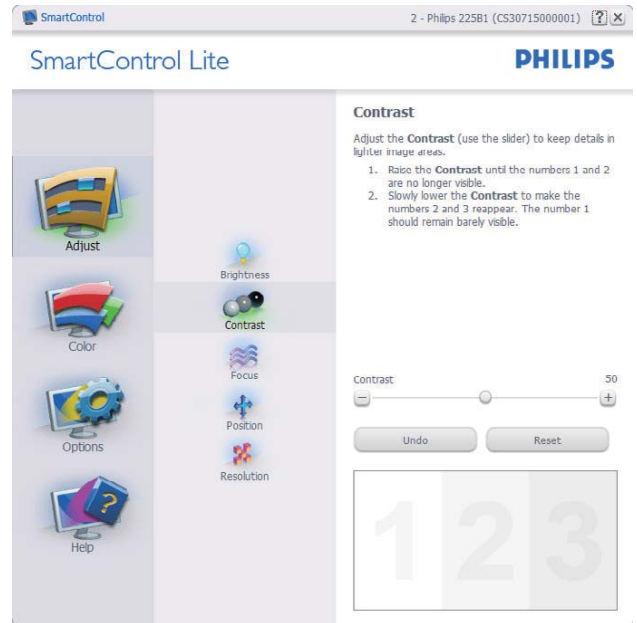 SmartControl
2 - Philips 225B1 (CS30715000001)
?
SmartControl Lite
PHILIPS
Adjust
Color
Options
Help
Brightness
Contrast
Focus
Position
Resolution
Contrast
Adjust the Contrast (use the slider) to keep details in
lighter image areas.
1. Raise the Contrast until the numbers 1 and 2
are no longer visible.
2. Slowly lower the Contrast to make the
numbers 2 and 3 reappear. The number 1
should remain barely visible.
Contrast 50
Undo
Reset
1 2 3